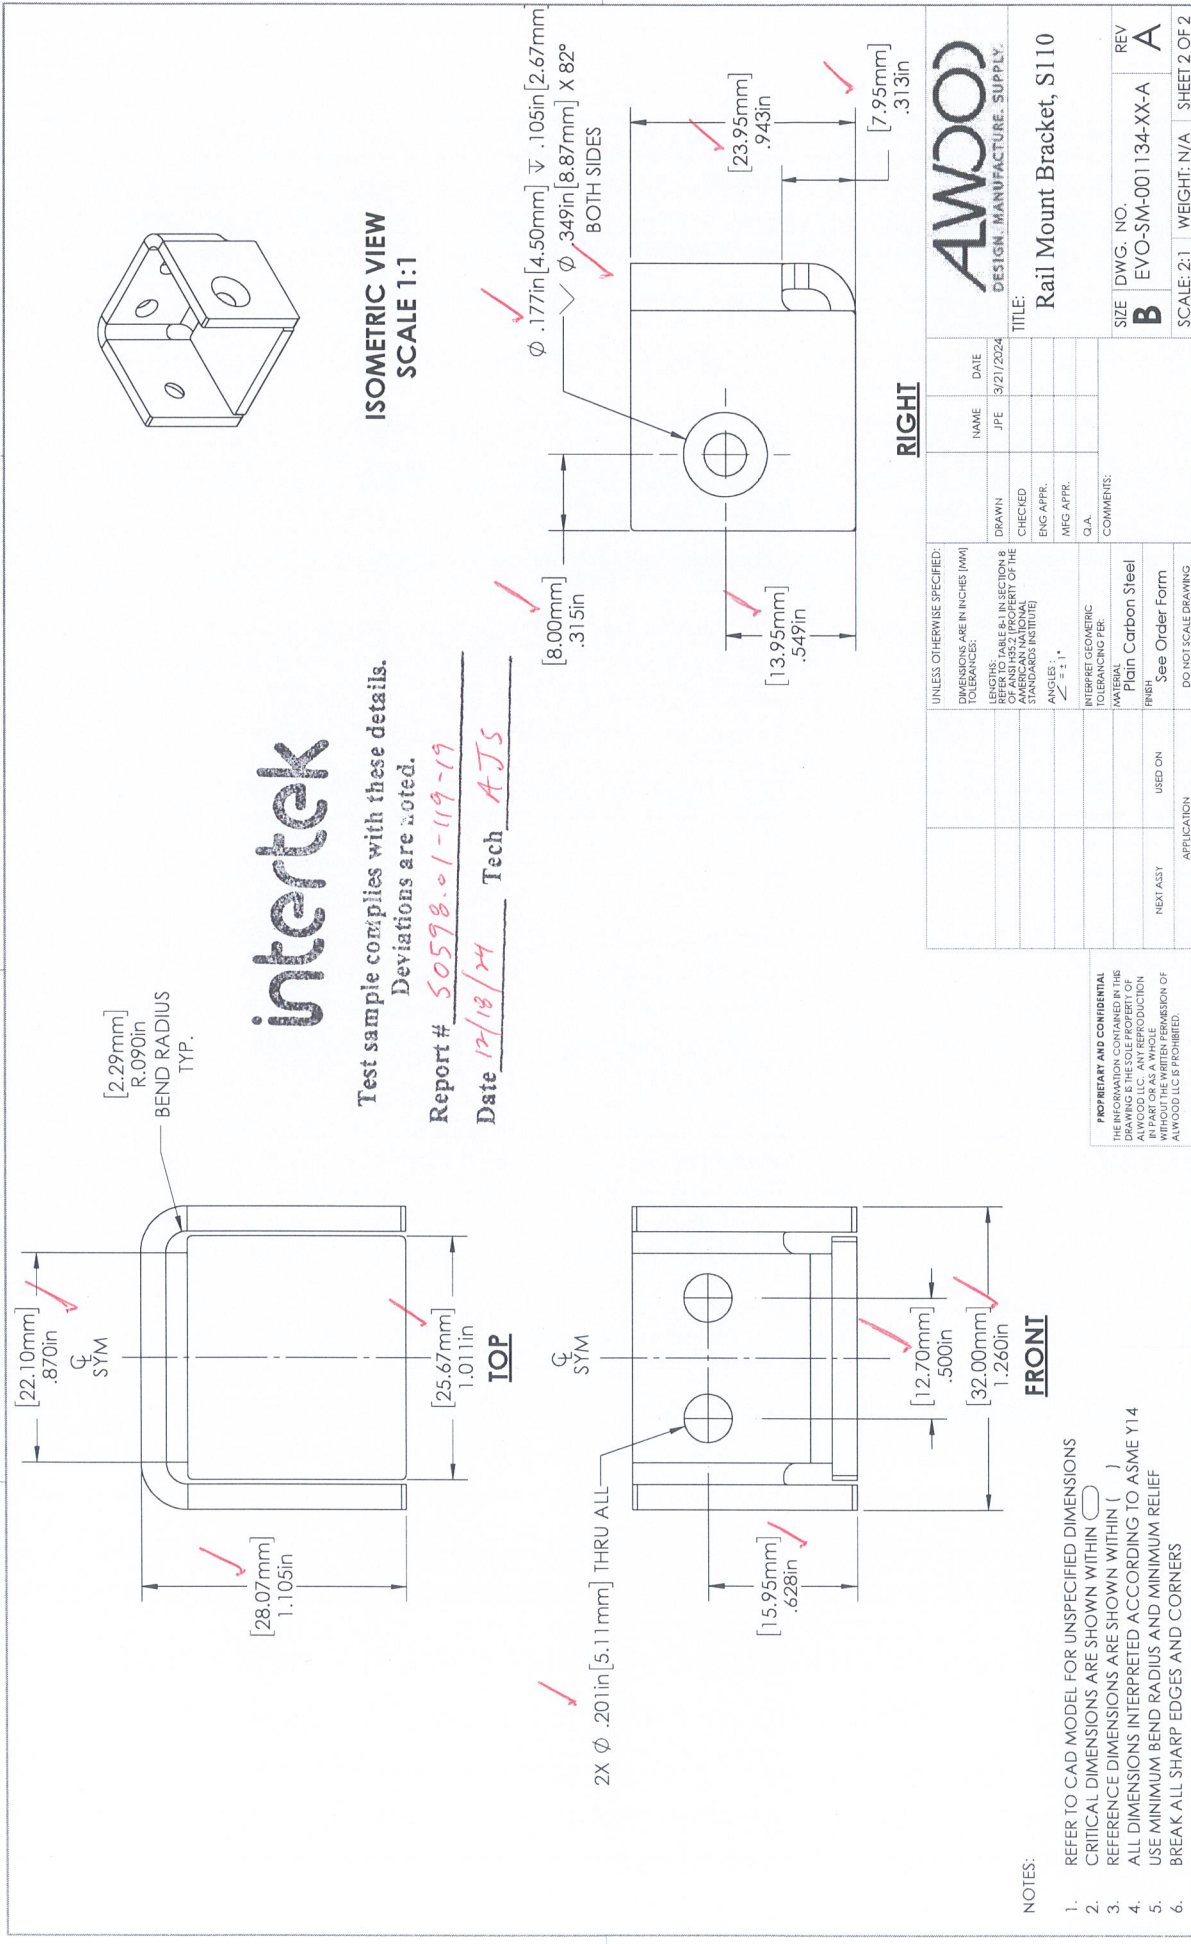 [22.10mm]
.870in
℄
SYM
[28.07mm]
1.105in
[2.29mm]
R.090in
BEND RADIUS
TYP.
[25.67mm]
1.011in
TOP
2X ⌀ .201in[5.11mm] THRU ALL
℄
SYM
[15.95mm]
.628in
[12.70mm]
.500in
[32.00mm]
1.260in
FRONT
intertek
Test sample complies with these details.
Deviations are noted.
Report # S0598.01-119-19
Date 12/18/24 Tech AJS
ISOMETRIC VIEW
SCALE 1:1
⌀ .177in[4.50mm] ↧ .105in[2.67mm]
⌵ ⌀ .349in[8.87mm] X 82°
BOTH SIDES
[8.00mm]
.315in
[13.95mm]
.549in
[23.95mm]
.943in
[7.95mm]
.313in
RIGHT
NOTES:
1. REFER TO CAD MODEL FOR UNSPECIFIED DIMENSIONS
2. CRITICAL DIMENSIONS ARE SHOWN WITHIN
3. REFERENCE DIMENSIONS ARE SHOWN WITHIN ( )
4. ALL DIMENSIONS INTERPRETED ACCORDING TO ASME Y14
5. USE MINIMUM BEND RADIUS AND MINIMUM RELIEF
6. BREAK ALL SHARP EDGES AND CORNERS
PROPRIETARY AND CONFIDENTIAL
THE INFORMATION CONTAINED IN THIS
DRAWING IS THE SOLE PROPERTY OF
ALWOOD LLC. ANY REPRODUCTION
IN PART OR AS A WHOLE
WITHOUT THE WRITTEN PERMISSION OF
ALWOOD LLC IS PROHIBITED.
NEXT ASSY USED ON
APPLICATION
UNLESS OTHERWISE SPECIFIED:
DIMENSIONS ARE IN INCHES [MM]
TOLERANCES:
LENGTHS:
REFER TO TABLE 8-1 IN SECTION 8
OF ANSI H35.2 (PROPERTY OF THE
AMERICAN NATIONAL
STANDARDS INSTITUTE)
ANGLES :
∠ = ± 1°
INTERPRET GEOMETRIC
TOLERANCING PER:
MATERIAL
Plain Carbon Steel
FINISH
See Order Form
DO NOT SCALE DRAWING
NAME DATE
DRAWN JPE 3/21/2024
CHECKED
ENG APPR.
MFG APPR.
Q.A.
COMMENTS:
ALWOOD
DESIGN. MANUFACTURE. SUPPLY.
TITLE:
Rail Mount Bracket, S110
SIZE DWG. NO. REV
B EVO-SM-001134-XX-A A
SCALE: 2:1 WEIGHT: N/A SHEET 2 OF 2